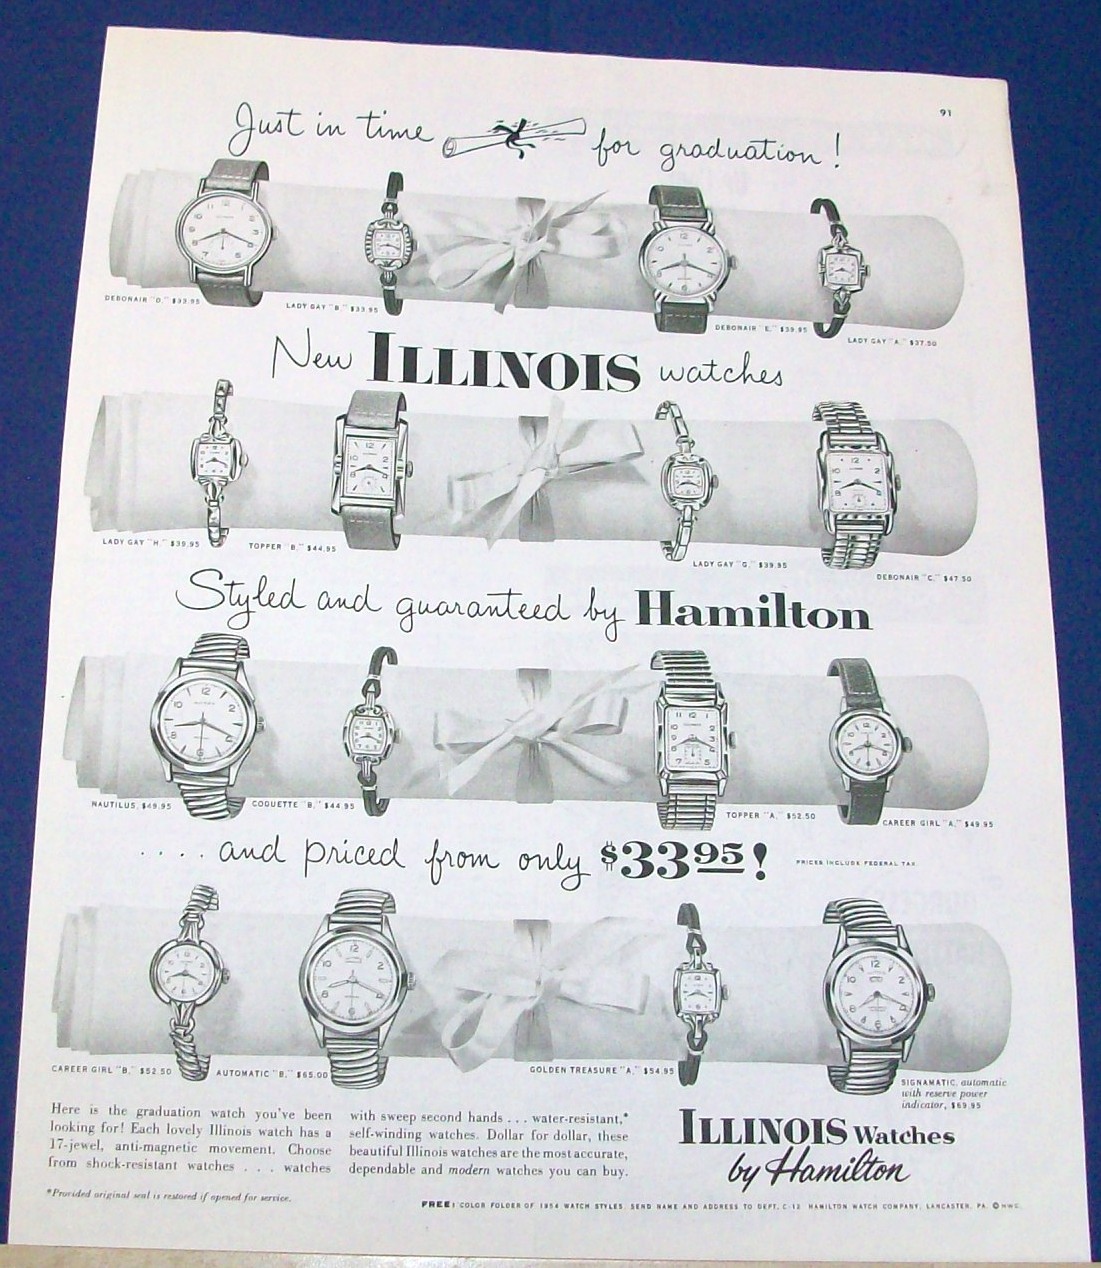 91
Just in time for graduation!
DEBONAIR "D," $33.95
LADY GAY "B," $33.95
DEBONAIR "E," $39.95
LADY GAY "A," $37.50
New ILLINOIS watches
LADY GAY "H," $39.95
TOPPER "B," $44.95
LADY GAY "G," $39.95
DEBONAIR "C," $47.50
Styled and guaranteed by Hamilton
NAUTILUS, $49.95
COQUETTE "B," $44.95
TOPPER "A," $52.50
CAREER GIRL "A," $49.95
.... and priced from only $33.95!
PRICES INCLUDE FEDERAL TAX
CAREER GIRL "B," $52.50
AUTOMATIC "B," $65.00
GOLDEN TREASURE "A," $54.95
SIGNAMATIC, automatic
with reserve power
indicator, $69.95
Here is the graduation watch you've been
looking for! Each lovely Illinois watch has a
17-jewel, anti-magnetic movement. Choose
from shock-resistant watches . . . watches
with sweep second hands . . . water-resistant,*
self-winding watches. Dollar for dollar, these
beautiful Illinois watches are the most accurate,
dependable and modern watches you can buy.
ILLINOIS Watches
by Hamilton
*Provided original seal is restored if opened for service.
FREE! COLOR FOLDER OF 1954 WATCH STYLES. SEND NAME AND ADDRESS TO DEPT. C-12 HAMILTON WATCH COMPANY, LANCASTER, PA. © HWC